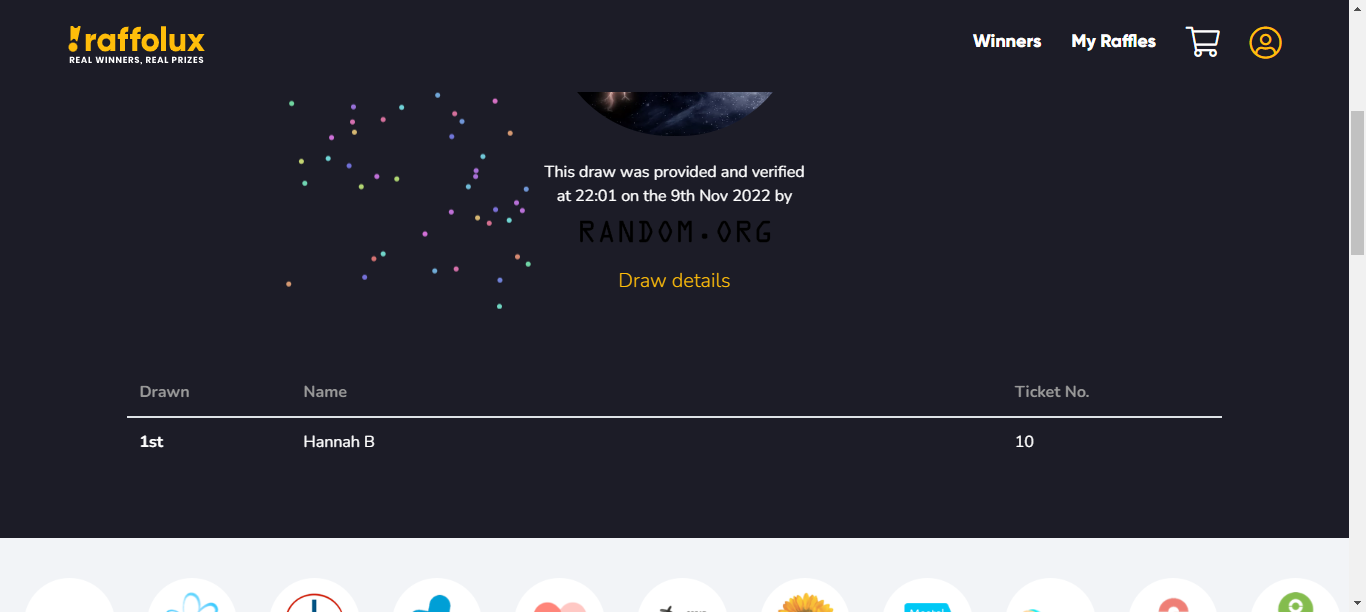 raffolux
REAL WINNERS, REAL PRIZES
Winners
My Raffles
This draw was provided and verified
at 22:01 on the 9th Nov 2022 by
RANDOM.ORG
Draw details
Drawn Name Ticket No.
1st Hannah B 10